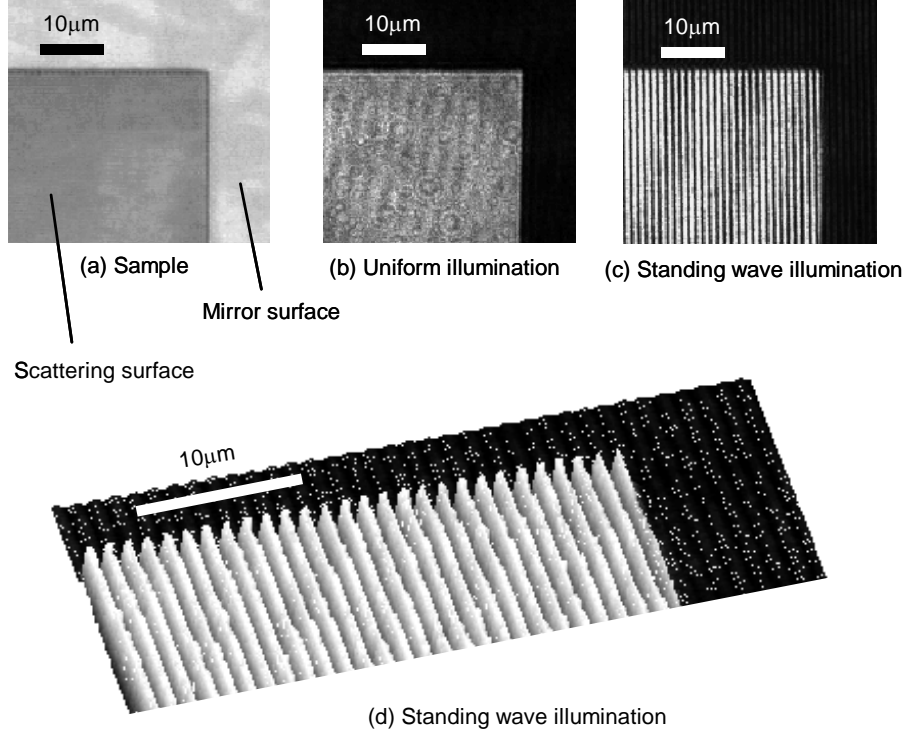 10μm
10μm
10μm
(a) Sample
(b) Uniform illumination
(c) Standing wave illumination
Mirror surface
Scattering surface
10μm
(d) Standing wave illumination